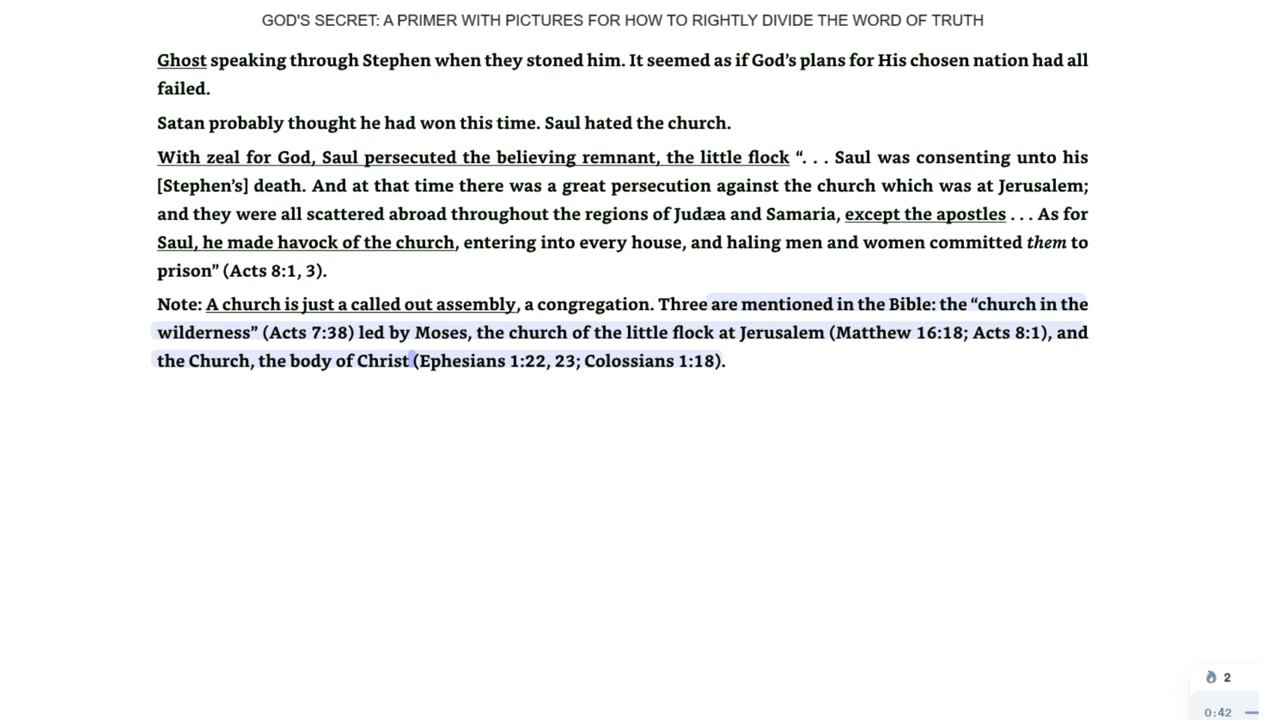 GOD'S SECRET: A PRIMER WITH PICTURES FOR HOW TO RIGHTLY DIVIDE THE WORD OF TRUTH
Ghost speaking through Stephen when they stoned him. It seemed as if God’s plans for His chosen nation had all
failed.
Satan probably thought he had won this time. Saul hated the church.
With zeal for God, Saul persecuted the believing remnant, the little flock “. . . Saul was consenting unto his
[Stephen’s] death. And at that time there was a great persecution against the church which was at Jerusalem;
and they were all scattered abroad throughout the regions of Judæa and Samaria, except the apostles . . . As for
Saul, he made havock of the church, entering into every house, and haling men and women committed them to
prison” (Acts 8:1, 3).
Note: A church is just a called out assembly, a congregation. Three are mentioned in the Bible: the “church in the
wilderness” (Acts 7:38) led by Moses, the church of the little flock at Jerusalem (Matthew 16:18; Acts 8:1), and
the Church, the body of Christ (Ephesians 1:22, 23; Colossians 1:18).
2
0:42